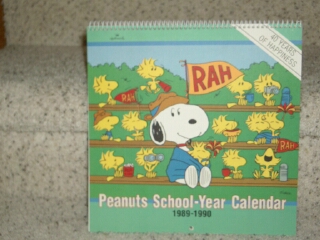 40 YEARS
OF HAPPINESS
RAH
RAH
RAH
Peanuts School-Year Calendar
1989-1990